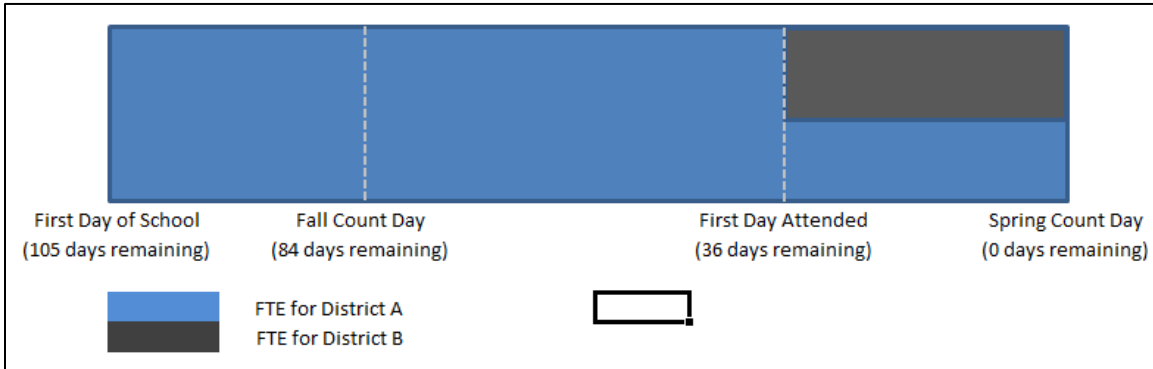 First Day of School
(105 days remaining)
Fall Count Day
(84 days remaining)
First Day Attended
(36 days remaining)
Spring Count Day
(0 days remaining)
FTE for District A
FTE for District B